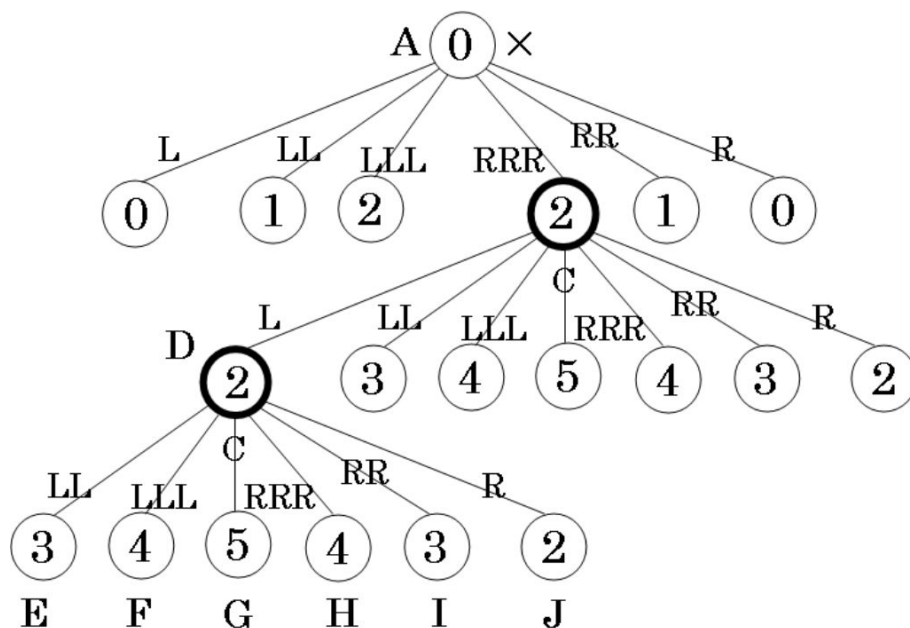 A 0 ×
L LL LLL RRR RR R
0 1 2 2 1 0
C
L LL LLL RRR RR R
D 2 3 4 5 4 3 2
C
LL LLL RRR RR R
3 4 5 4 3 2
E F G H I J